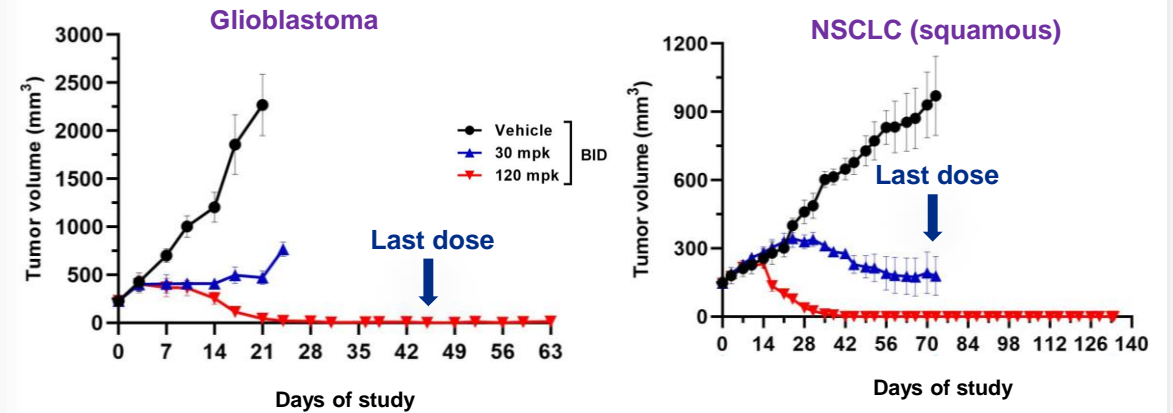 Glioblastoma
Tumor volume (mm³)
3000
2500
2000
1500
1000
500
0
0 7 14 21 28 35 42 49 56 63
Days of study
Vehicle
30 mpk
120 mpk
BID
Last dose
NSCLC (squamous)
Tumor volume (mm³)
1200
900
600
300
0
0 14 28 42 56 70 84 98 112 126 140
Days of study
Last dose